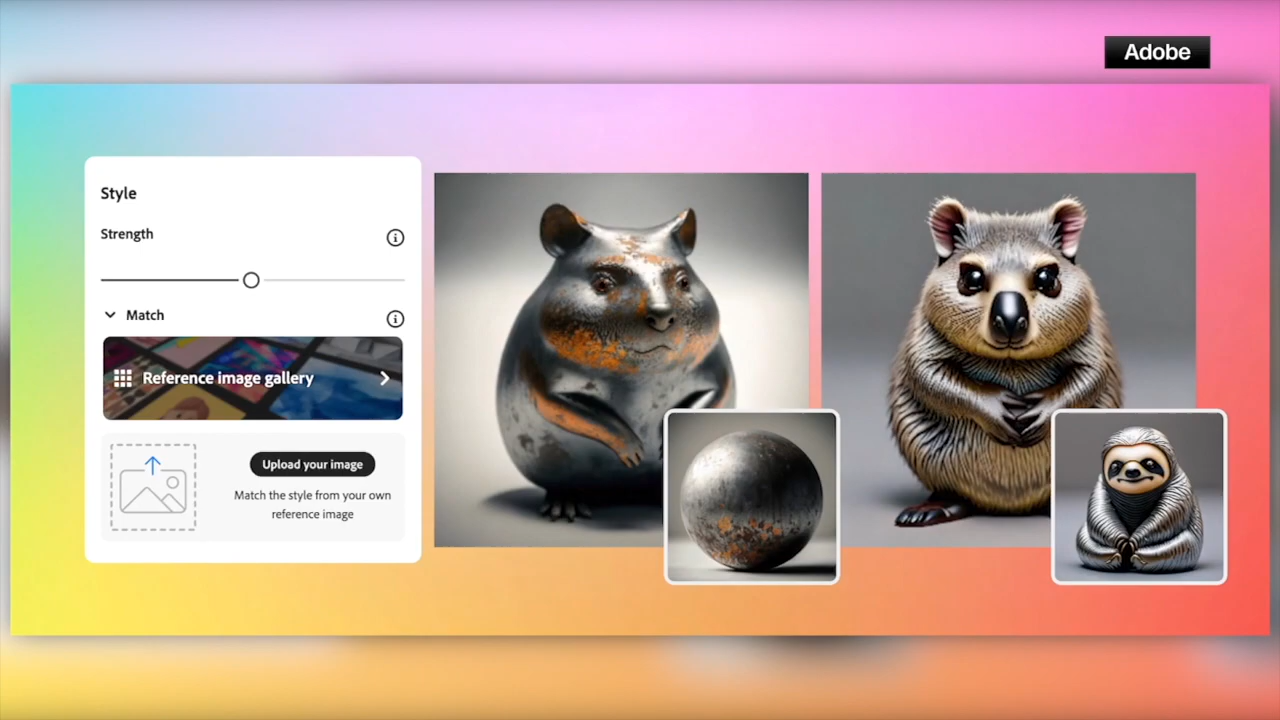 Adobe
Style
Strength
Match
Reference image gallery
Upload your image
Match the style from your own
reference image